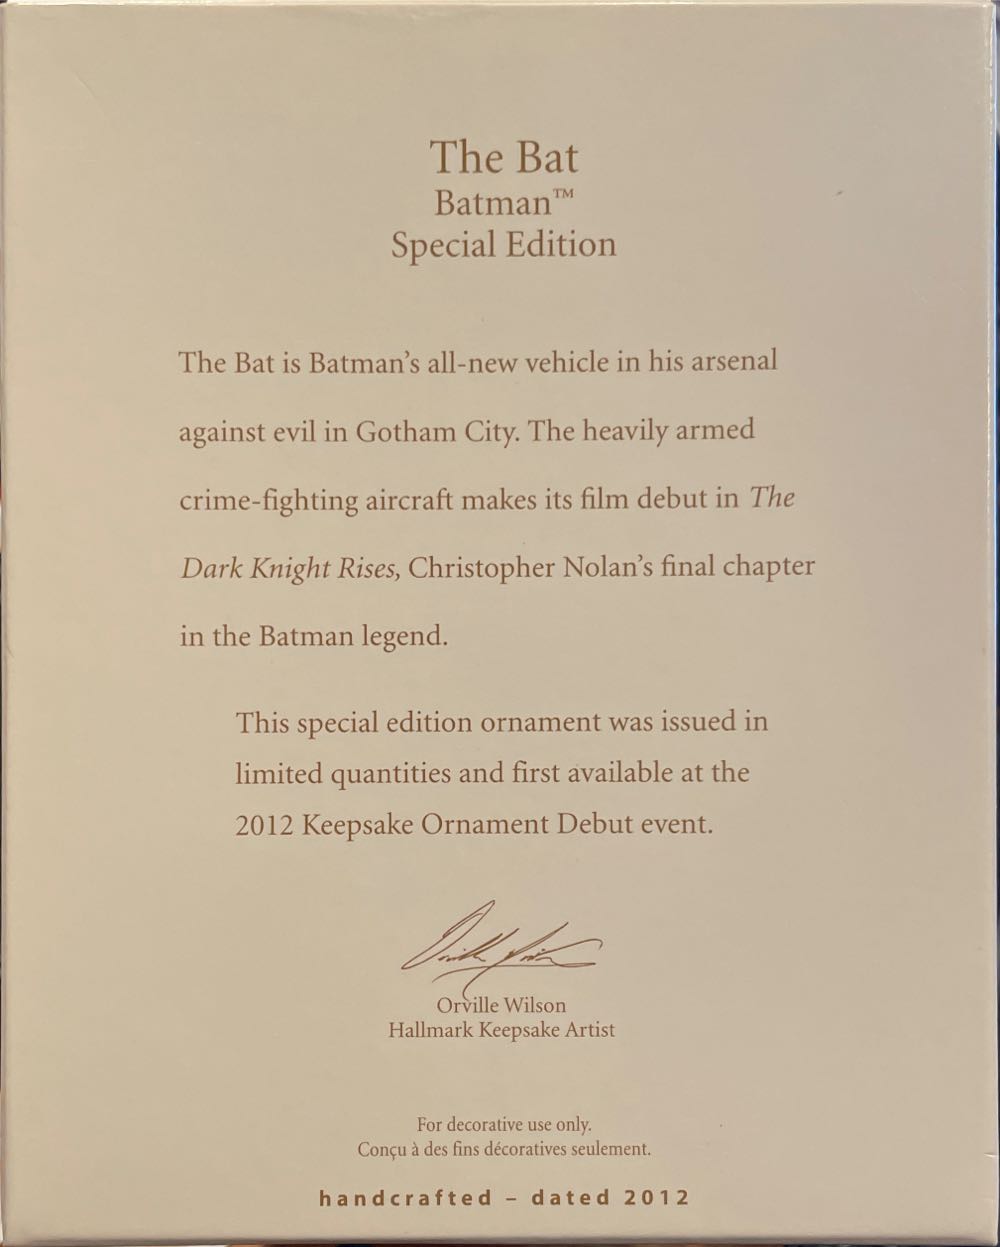 The Bat
Batman™
Special Edition
The Bat is Batman's all-new vehicle in his arsenal
against evil in Gotham City. The heavily armed
crime-fighting aircraft makes its film debut in The
Dark Knight Rises, Christopher Nolan's final chapter
in the Batman legend.
This special edition ornament was issued in
limited quantities and first available at the
2012 Keepsake Ornament Debut event.
Orville Wilson
Hallmark Keepsake Artist
For decorative use only.
Conçu à des fins décoratives seulement.
handcrafted – dated 2012